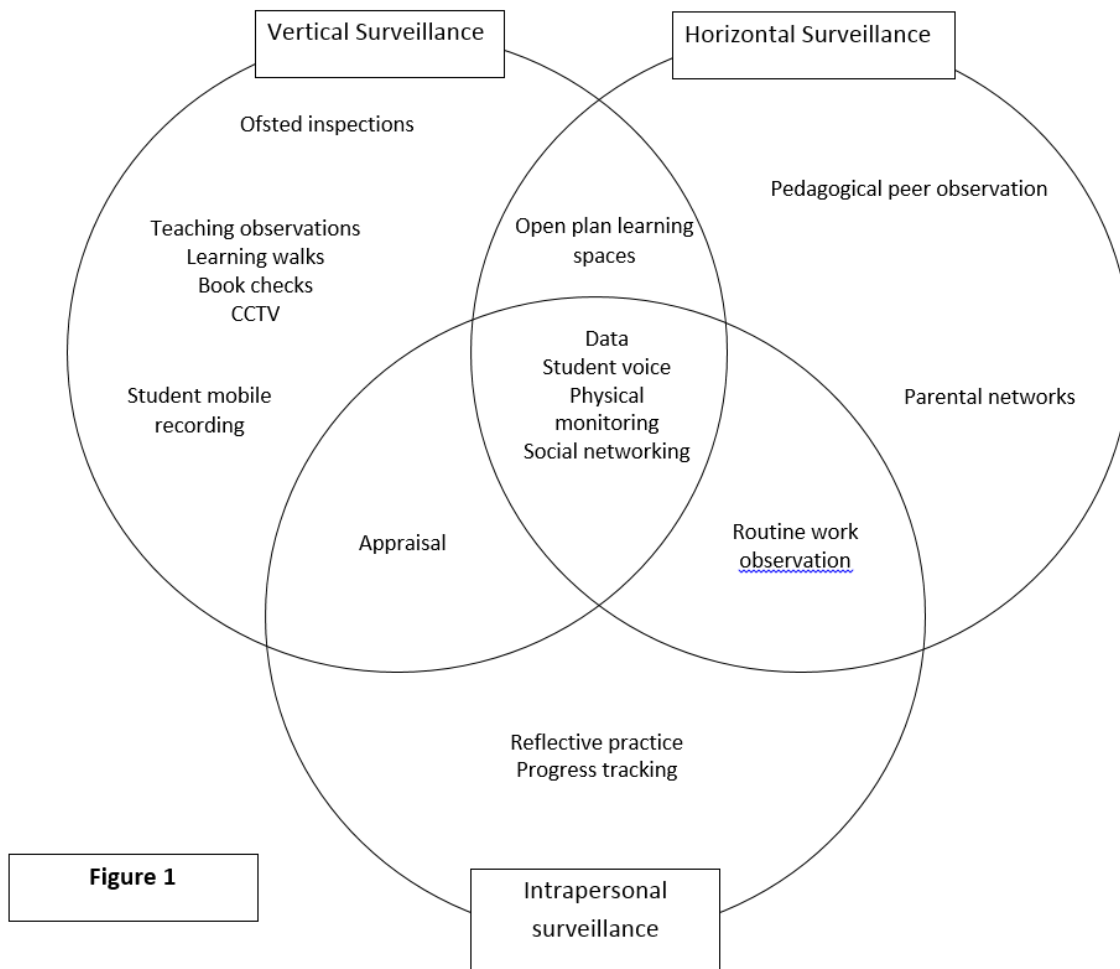 Vertical Surveillance
Horizontal Surveillance
Ofsted inspections
Pedagogical peer observation
Teaching observations
Learning walks
Book checks
CCTV
Open plan learning
spaces
Data
Student voice
Physical
monitoring
Social networking
Student mobile
recording
Parental networks
Appraisal
Routine work
observation
Reflective practice
Progress tracking
Figure 1
Intrapersonal
surveillance